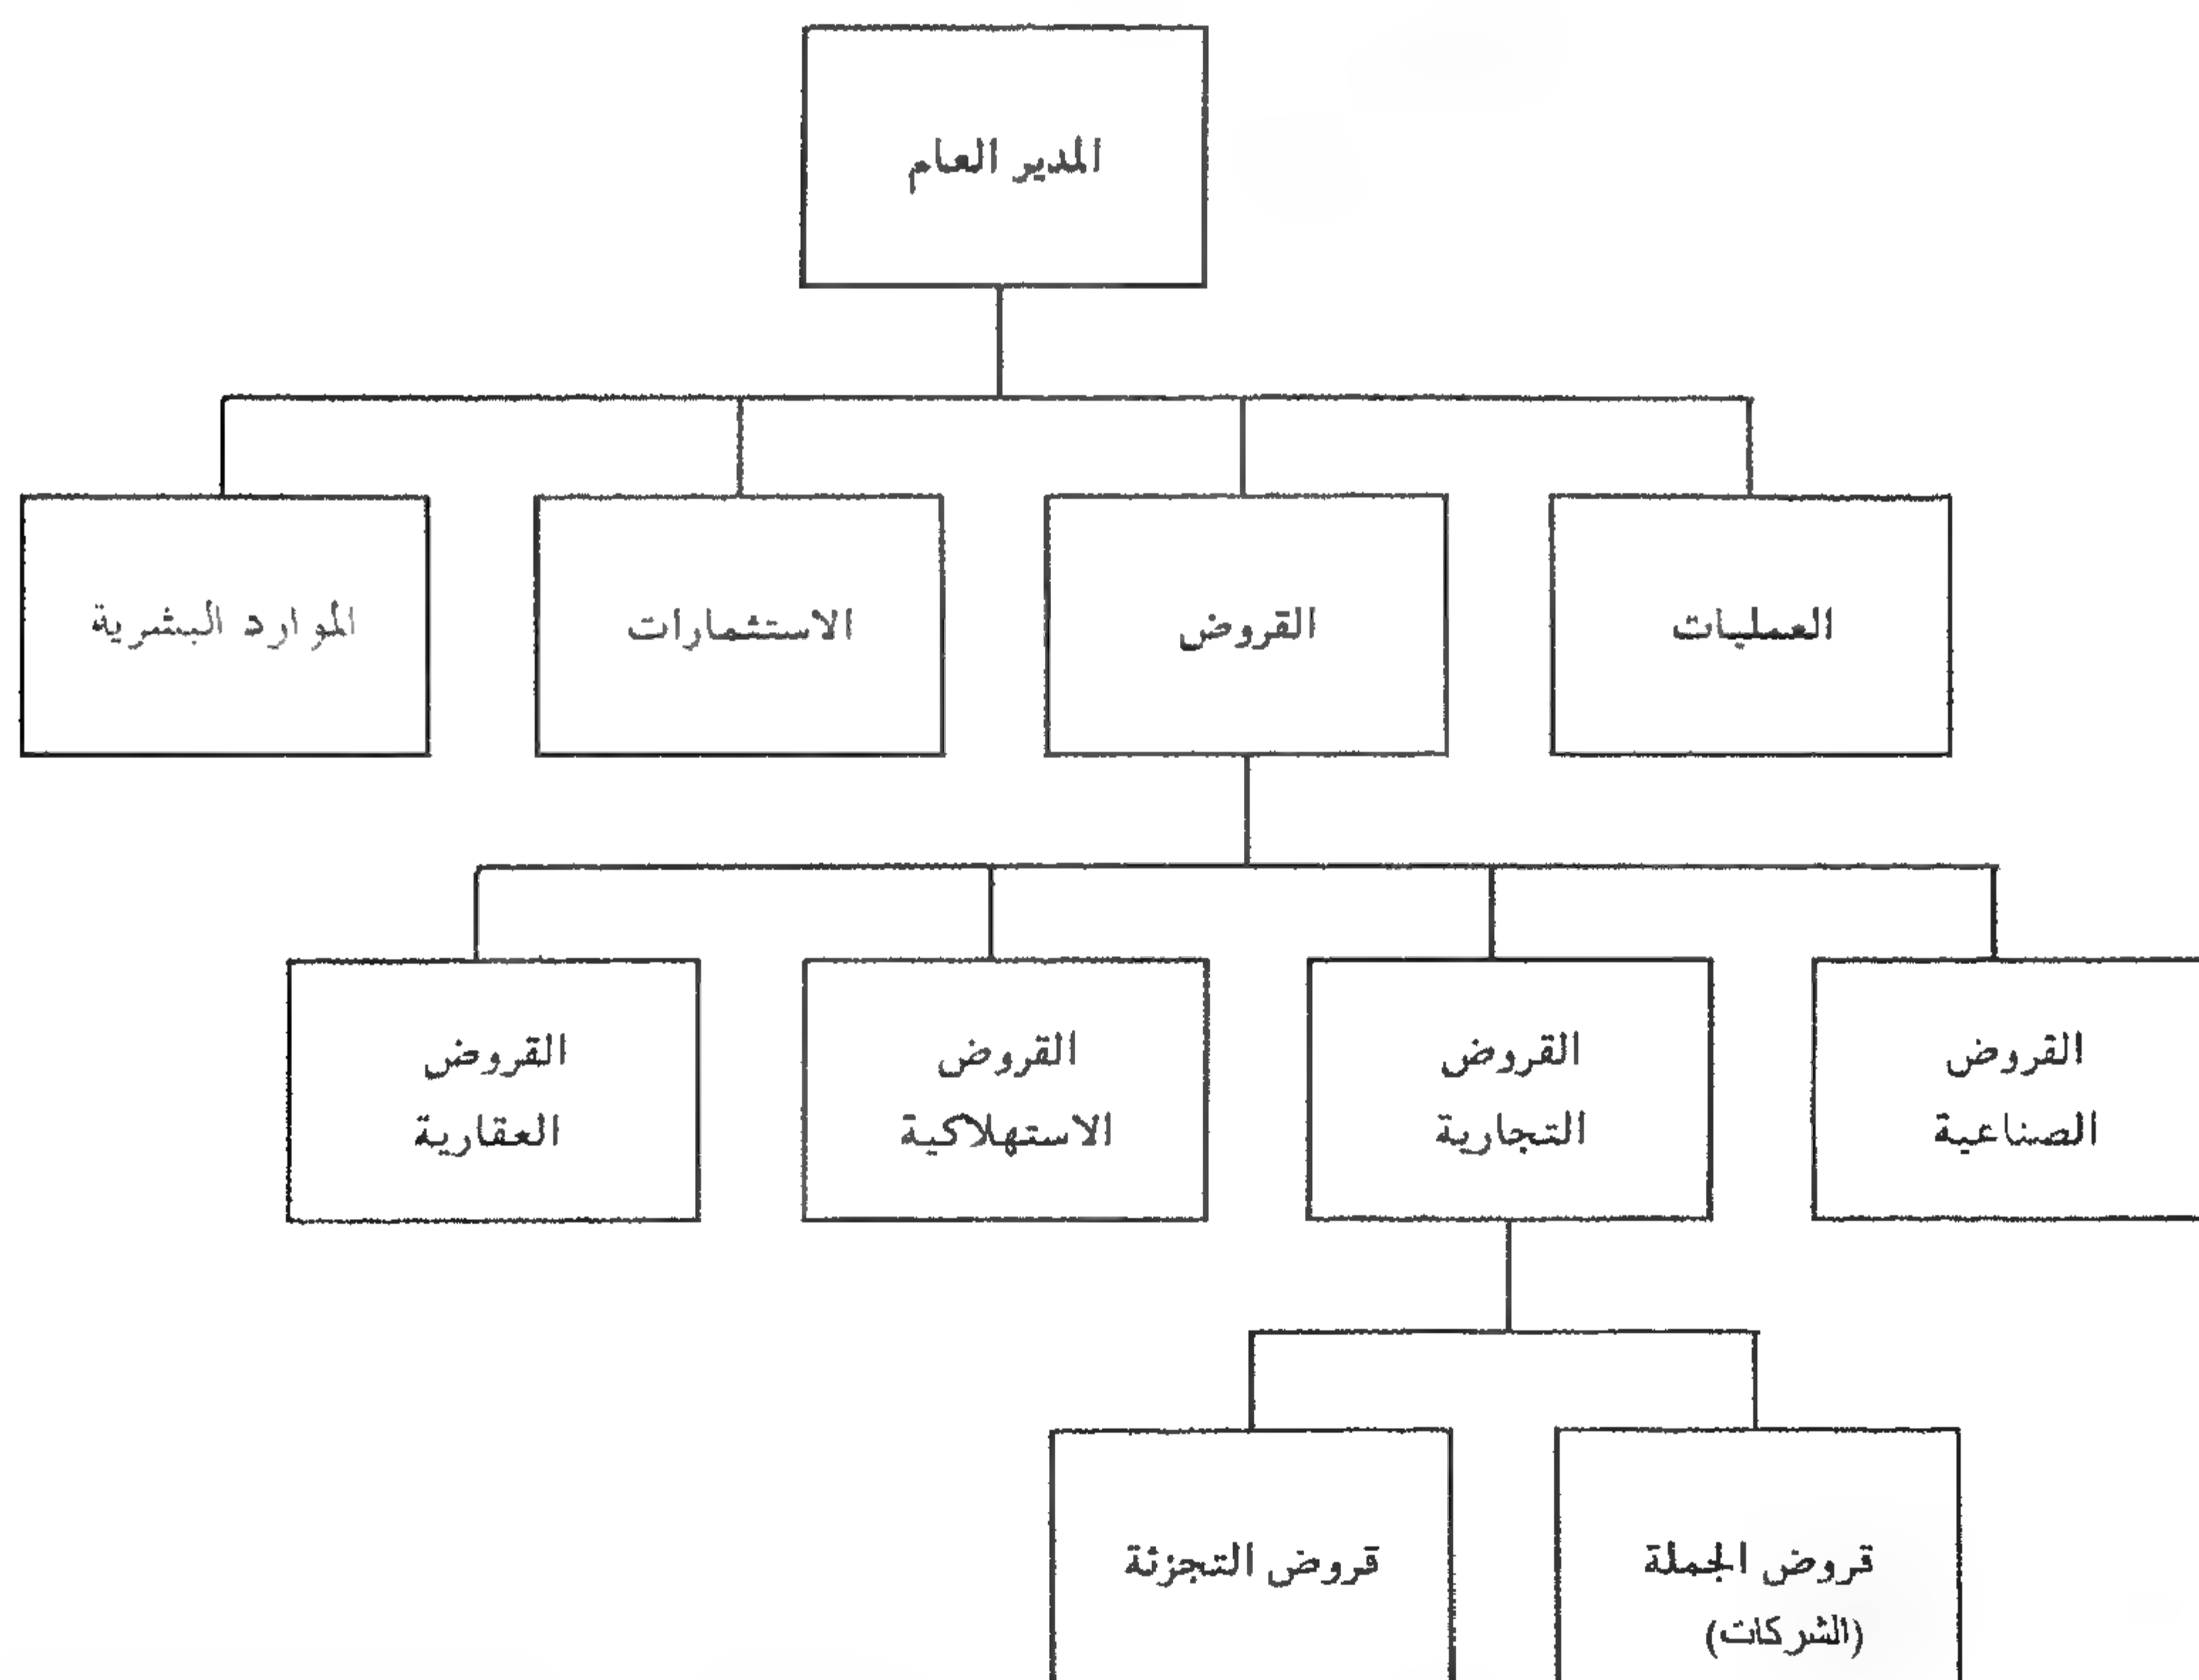 المدير العام
العمليات
القروض
الاستثمارات
الموارد البشرية
القروض
الصناعية
القروض
التجارية
القروض
الاستهلاكية
القروض
العقارية
قروض الجملة
(الشركات)
قروض التجزئة